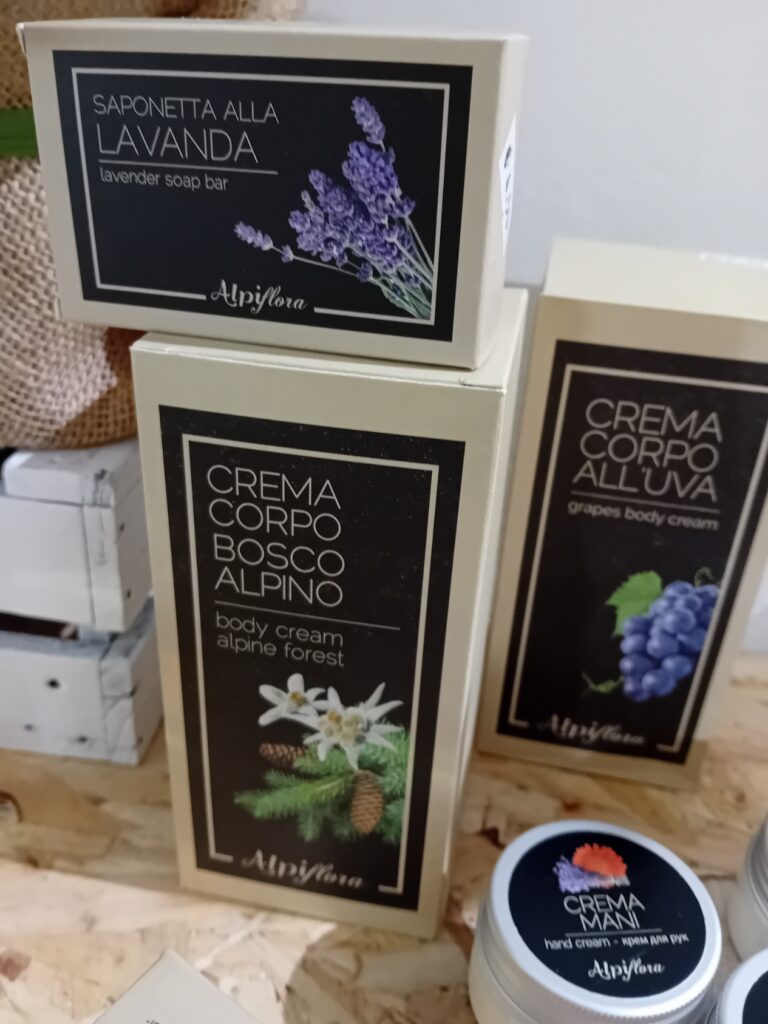 SAPONETTA ALLA
LAVANDA
lavender soap bar
Alpiflora
CREMA
CORPO
BOSCO
ALPINO
body cream
alpine forest
Alpiflora
CREMA
CORPO
ALL'UVA
grapes body cream
Alpiflora
CREMA
MANI
hand cream - крем для рук
Alpiflora